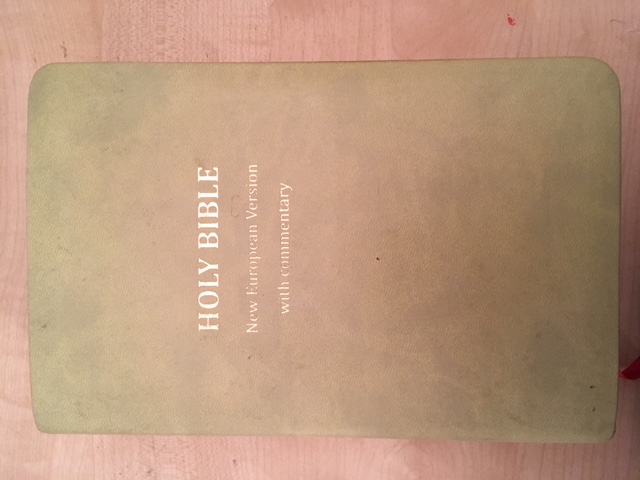 HOLY BIBLE
New European Version
with commentary